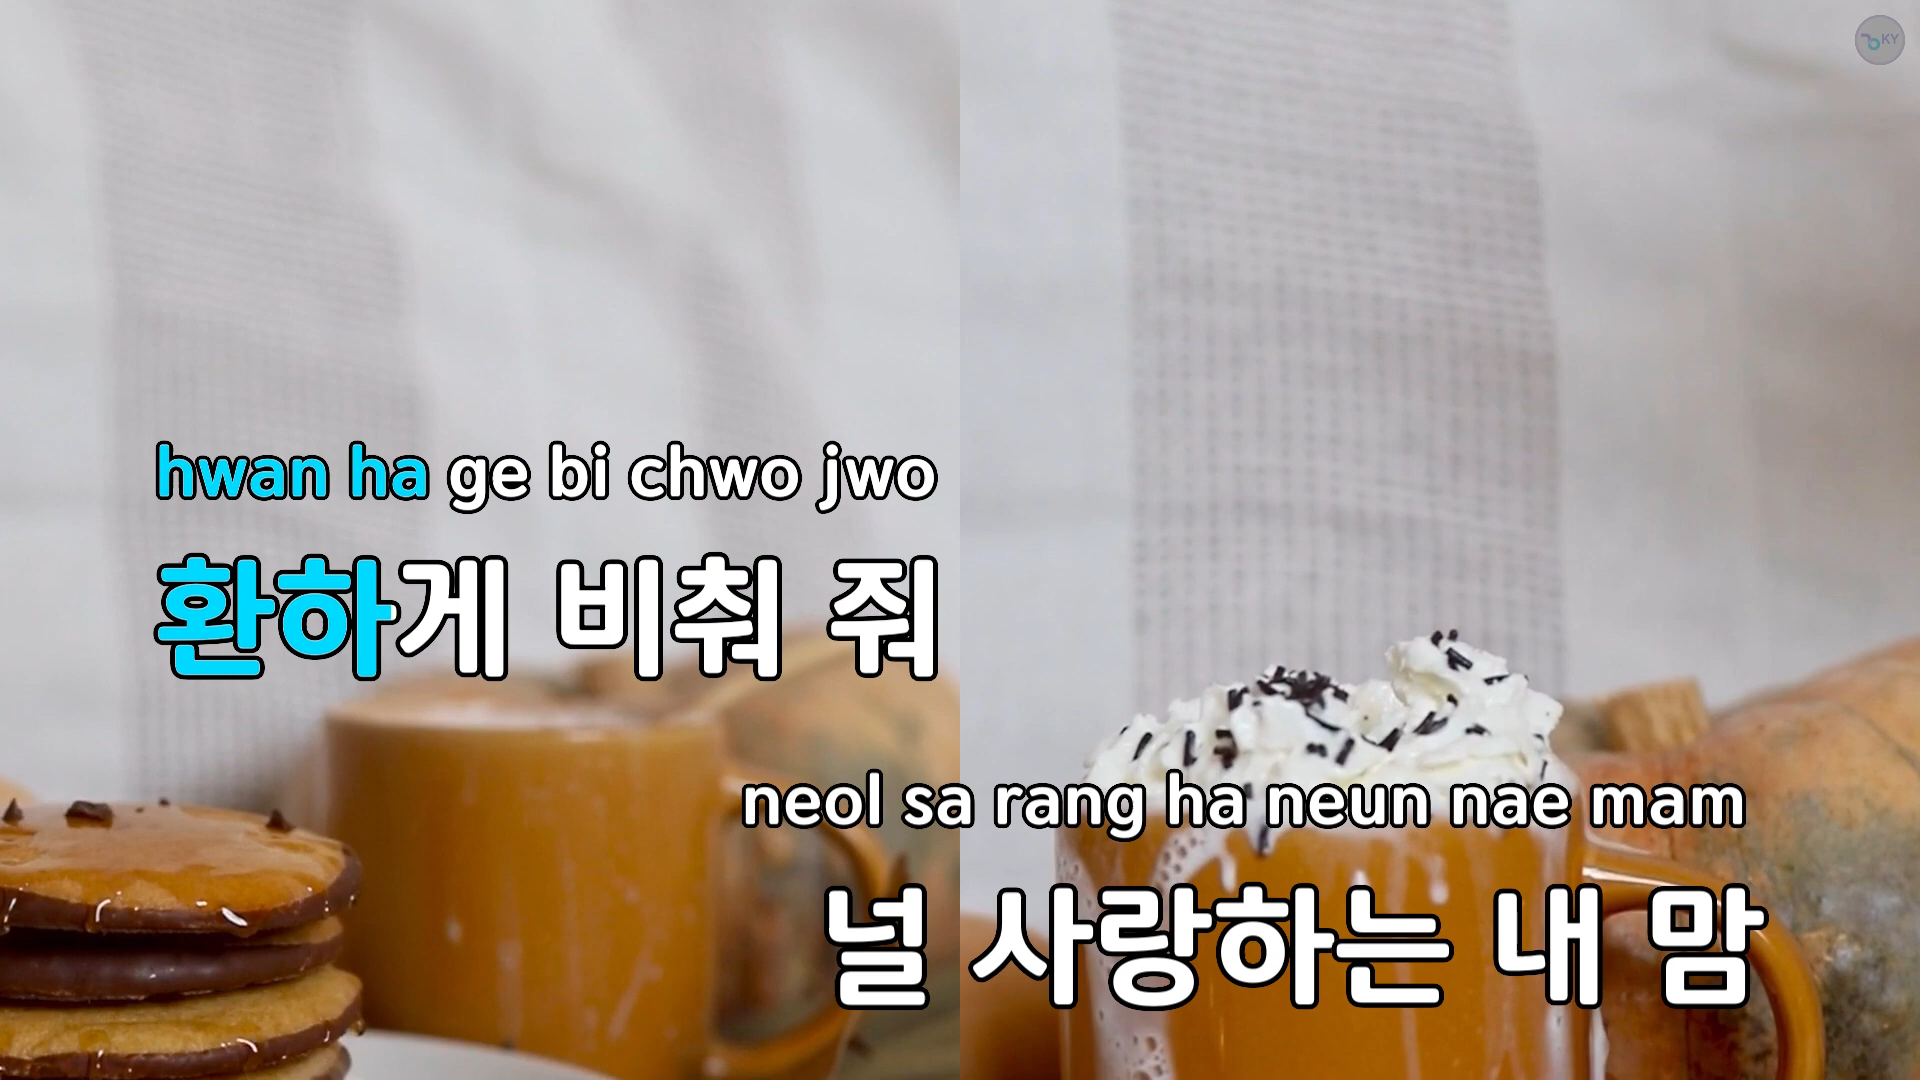 KY
hwan ha ge bi chwo jwo
환하게 비춰 줘
neol sa rang ha neun nae mam
널 사랑하는 내 맘